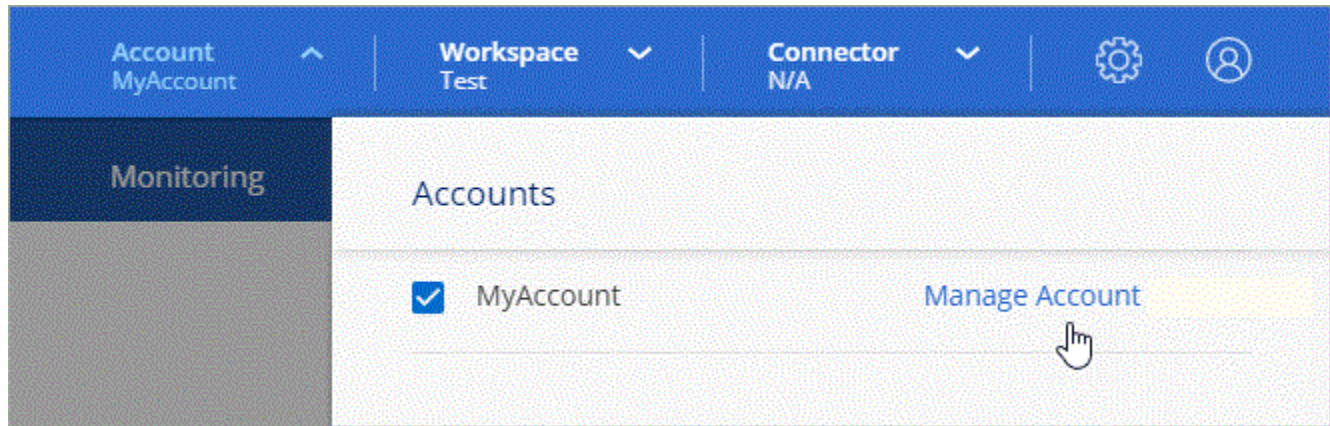 Account
MyAccount
Workspace
Test
Connector
N/A
Monitoring
Accounts
MyAccount
Manage Account